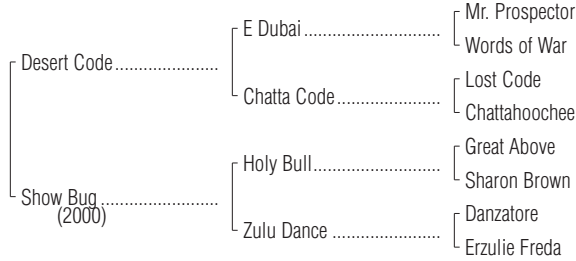 Mr. Prospector
E Dubai
Words of War
Desert Code
Lost Code
Chatta Code
Chattahoochee
Great Above
Holy Bull
Sharon Brown
Show Bug
(2000)
Danzatore
Zulu Dance
Erzulie Freda